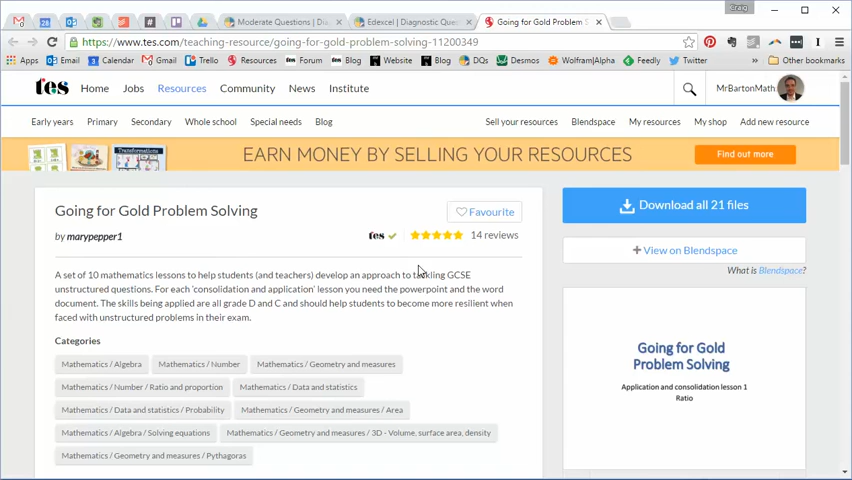 Craig
Moderate Questions | Dia
Edexcel | Diagnostic Que
Going for Gold Problem S
https://www.tes.com/teaching-resource/going-for-gold-problem-solving-11200349
Apps Email Calendar Gmail Trello Resources Forum Blog Website Blog DQs Desmos Wolfram|Alpha Feedly Twitter Other bookmarks
tes Home Jobs Resources Community News Institute MrBartonMath
Early years Primary Secondary Whole school Special needs Blog Sell your resources Blendspace My resources My shop Add new resource
Transformations EARN MONEY BY SELLING YOUR RESOURCES Find out more
Going for Gold Problem Solving
Favourite
by marypepper1 tes 14 reviews
A set of 10 mathematics lessons to help students (and teachers) develop an approach to tackling GCSE
unstructured questions. For each 'consolidation and application' lesson you need the powerpoint and the word
document. The skills being applied are all grade D and C and should help students to become more resilient when
faced with unstructured problems in their exam.
Categories
Mathematics / Algebra Mathematics / Number Mathematics / Geometry and measures
Mathematics / Number / Ratio and proportion Mathematics / Data and statistics
Mathematics / Data and statistics / Probability Mathematics / Geometry and measures / Area
Mathematics / Algebra / Solving equations Mathematics / Geometry and measures / 3D - Volume, surface area, density
Mathematics / Geometry and measures / Pythagoras
Download all 21 files
+ View on Blendspace
What is Blendspace?
Going for Gold
Problem Solving
Application and consolidation lesson 1
Ratio